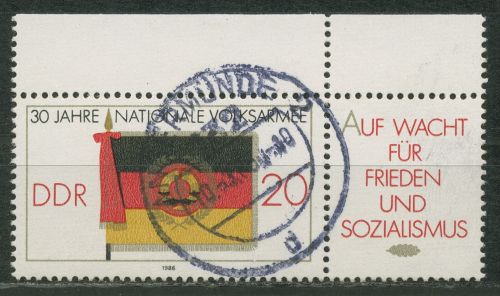 30 JAHRE NATIONALE VOLKSARMEE
DDR
20
1986
AUF WACHT
FÜR
FRIEDEN
UND
SOZIALISMUS
d